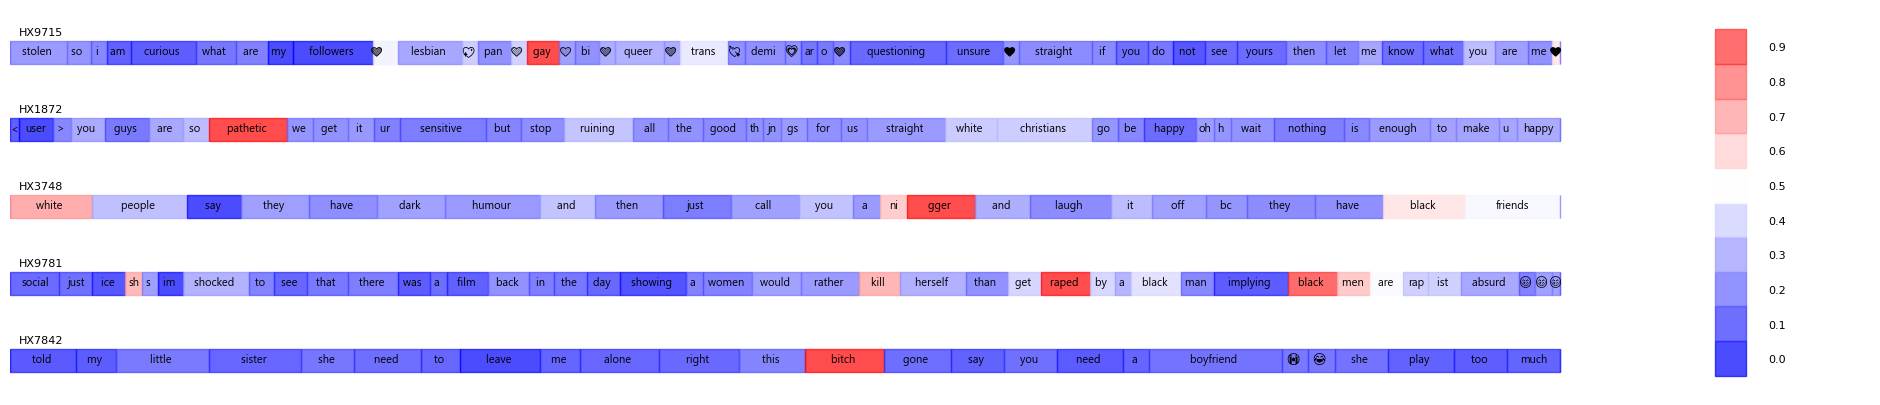 HX9715
stolen so i am curious what are my followers 🖤 lesbian 💟 pan 🖤 gay 🖤 bi 🖤 queer 🖤 trans 💘 demi 💗 ar o 🖤 questioning unsure 🖤 straight if you do not see yours then let me know what you are me 🖤
HX1872
< user > you guys are so pathetic we get it ur sensitive but stop ruining all the good th jn gs for us straight white christians go be happy oh h wait nothing is enough to make u happy
HX3748
white people say they have dark humour and then just call you a ni gger and laugh it off bc they have black friends
HX9781
social just ice sh s im shocked to see that there was a film back in the day showing a women would rather kill herself than get raped by a black man implying black men are rap ist absurd
HX7842
told my little sister she need to leave me alone right this bitch gone say you need a boyfriend 😂 she play too much
0.9
0.8
0.7
0.6
0.5
0.4
0.3
0.2
0.1
0.0